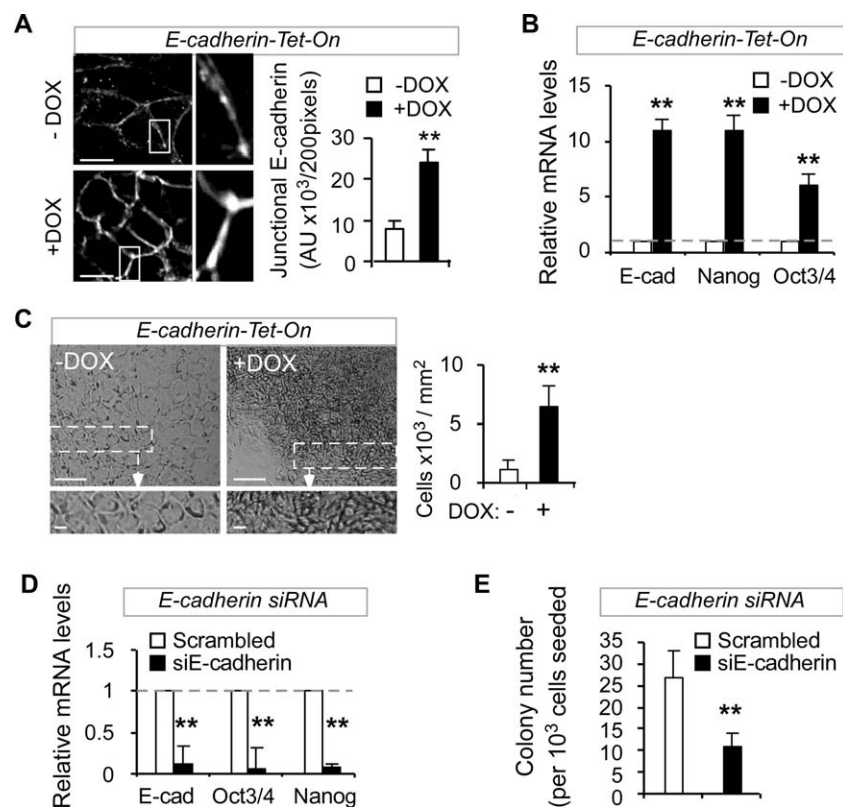 A
E-cadherin-Tet-On
- DOX
+DOX
Junctional E-cadherin
(AU x10³/200pixels)
-DOX
+DOX
**
30
20
10
0
B
E-cadherin-Tet-On
-DOX
+DOX
Relative mRNA levels
15
10
5
1
0
**
**
**
E-cad Nanog Oct3/4
C
E-cadherin-Tet-On
-DOX
+DOX
Cells x10³ / mm²
10
5
0
**
DOX: - +
D
E-cadherin siRNA
Scrambled
siE-cadherin
Relative mRNA levels
1.5
1
0.5
0
**
**
**
E-cad Oct3/4 Nanog
E
E-cadherin siRNA
Scrambled
siE-cadherin
Colony number
(per 10³ cells seeded
35
30
25
20
15
10
5
0
**